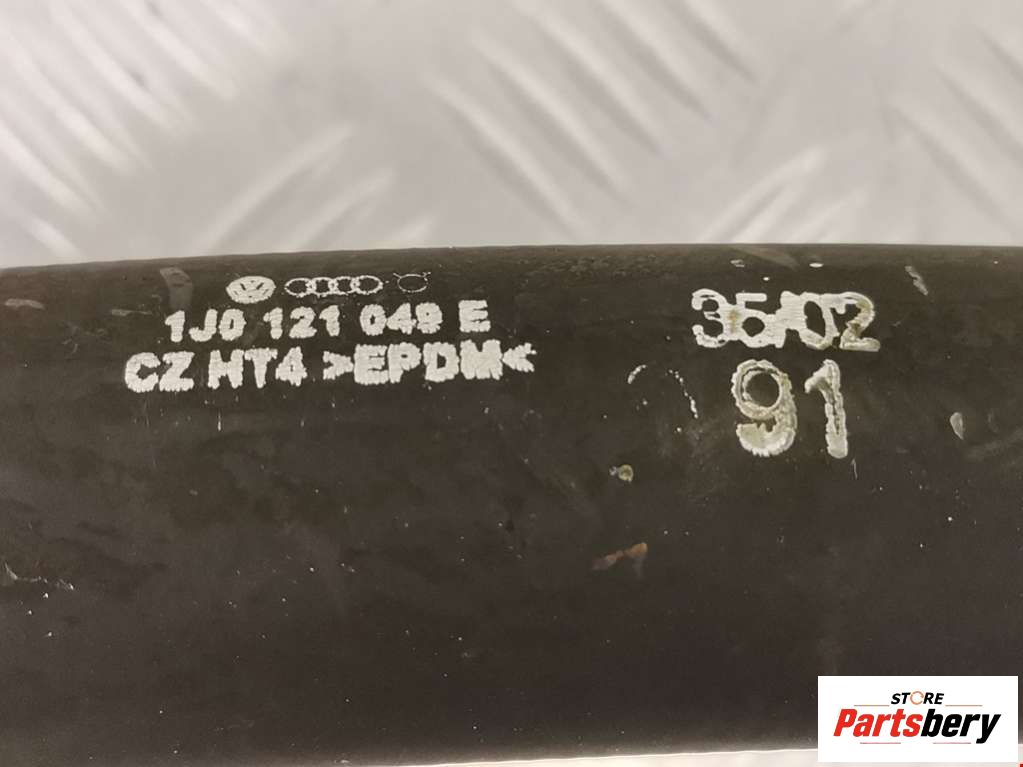 1J0 121 049 E
CZ HT4 >EPDM<
35/02
91
STORE
Partsbery